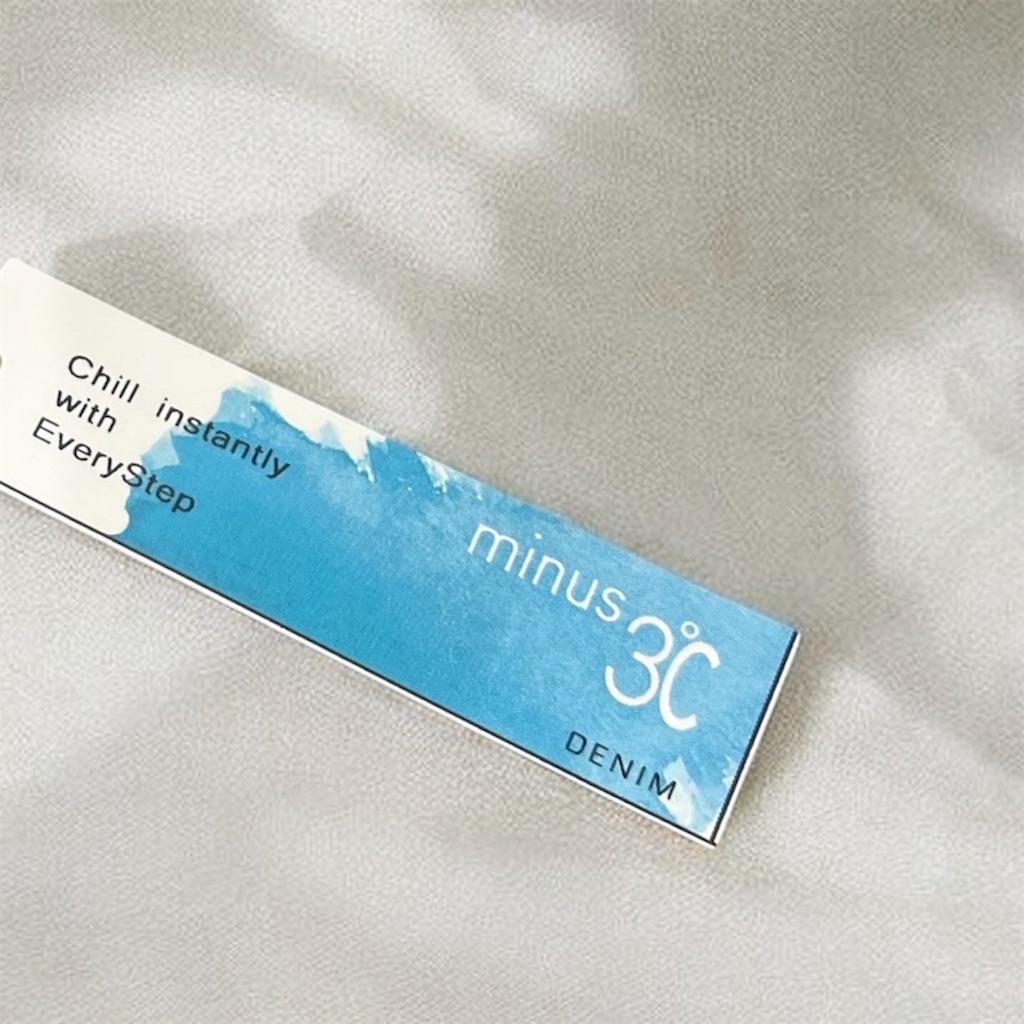 Chill instantly
with
EveryStep
minus
3°C
DENIM